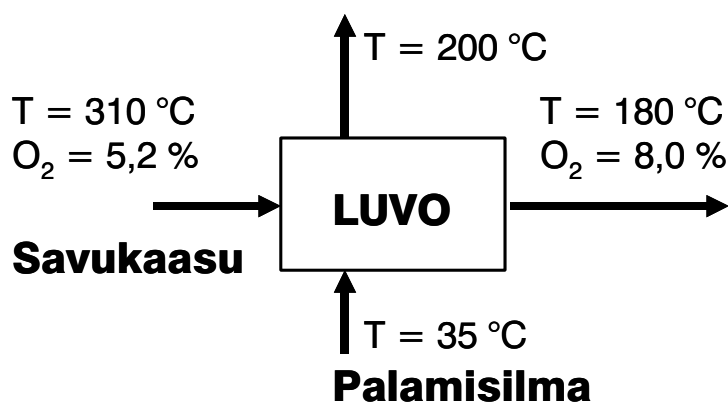 T = 200 °C
T = 310 °C
O₂ = 5,2 %
T = 180 °C
O₂ = 8,0 %
LUVO
Savukaasu
T = 35 °C
Palamisilma